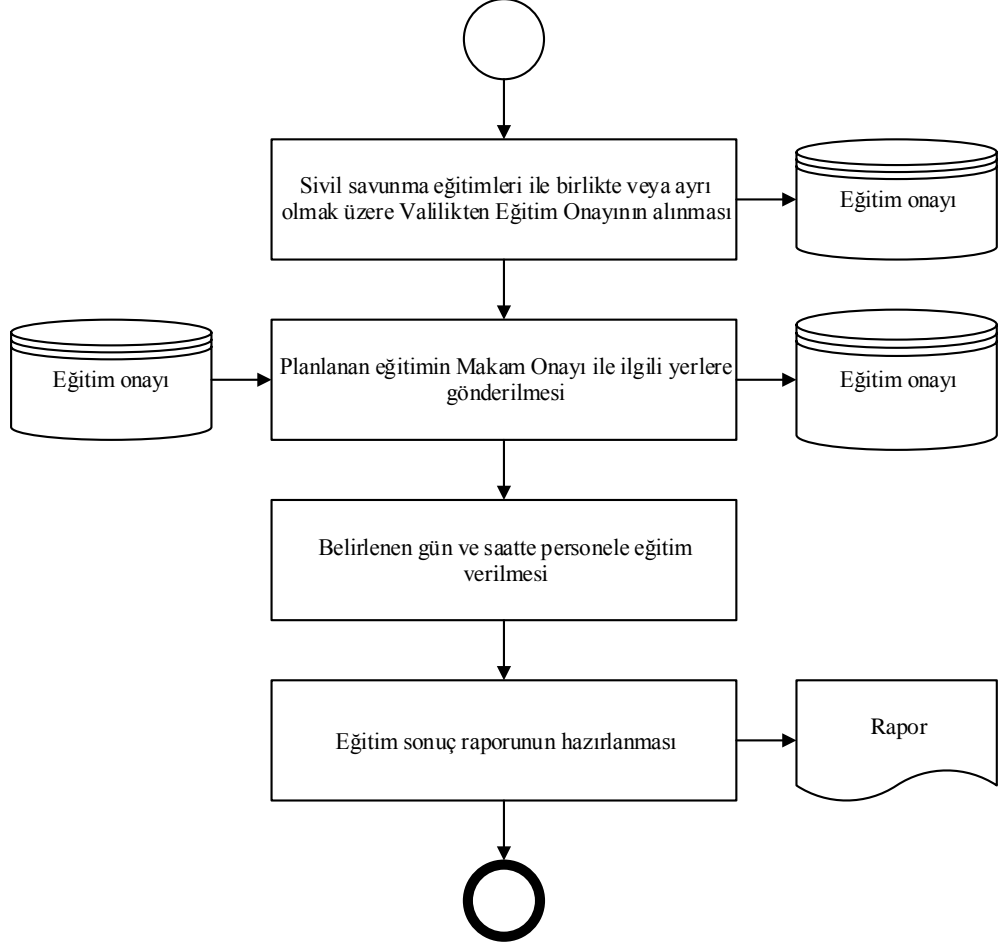 Sivil savunma eğitimleri ile birlikte veya ayrı
olmak üzere Valilikten Eğitim Onayının alınması
Eğitim onayı
Eğitim onayı
Planlanan eğitimin Makam Onayı ile ilgili yerlere
gönderilmesi
Eğitim onayı
Belirlenen gün ve saatte personele eğitim
verilmesi
Eğitim sonuç raporunun hazırlanması
Rapor